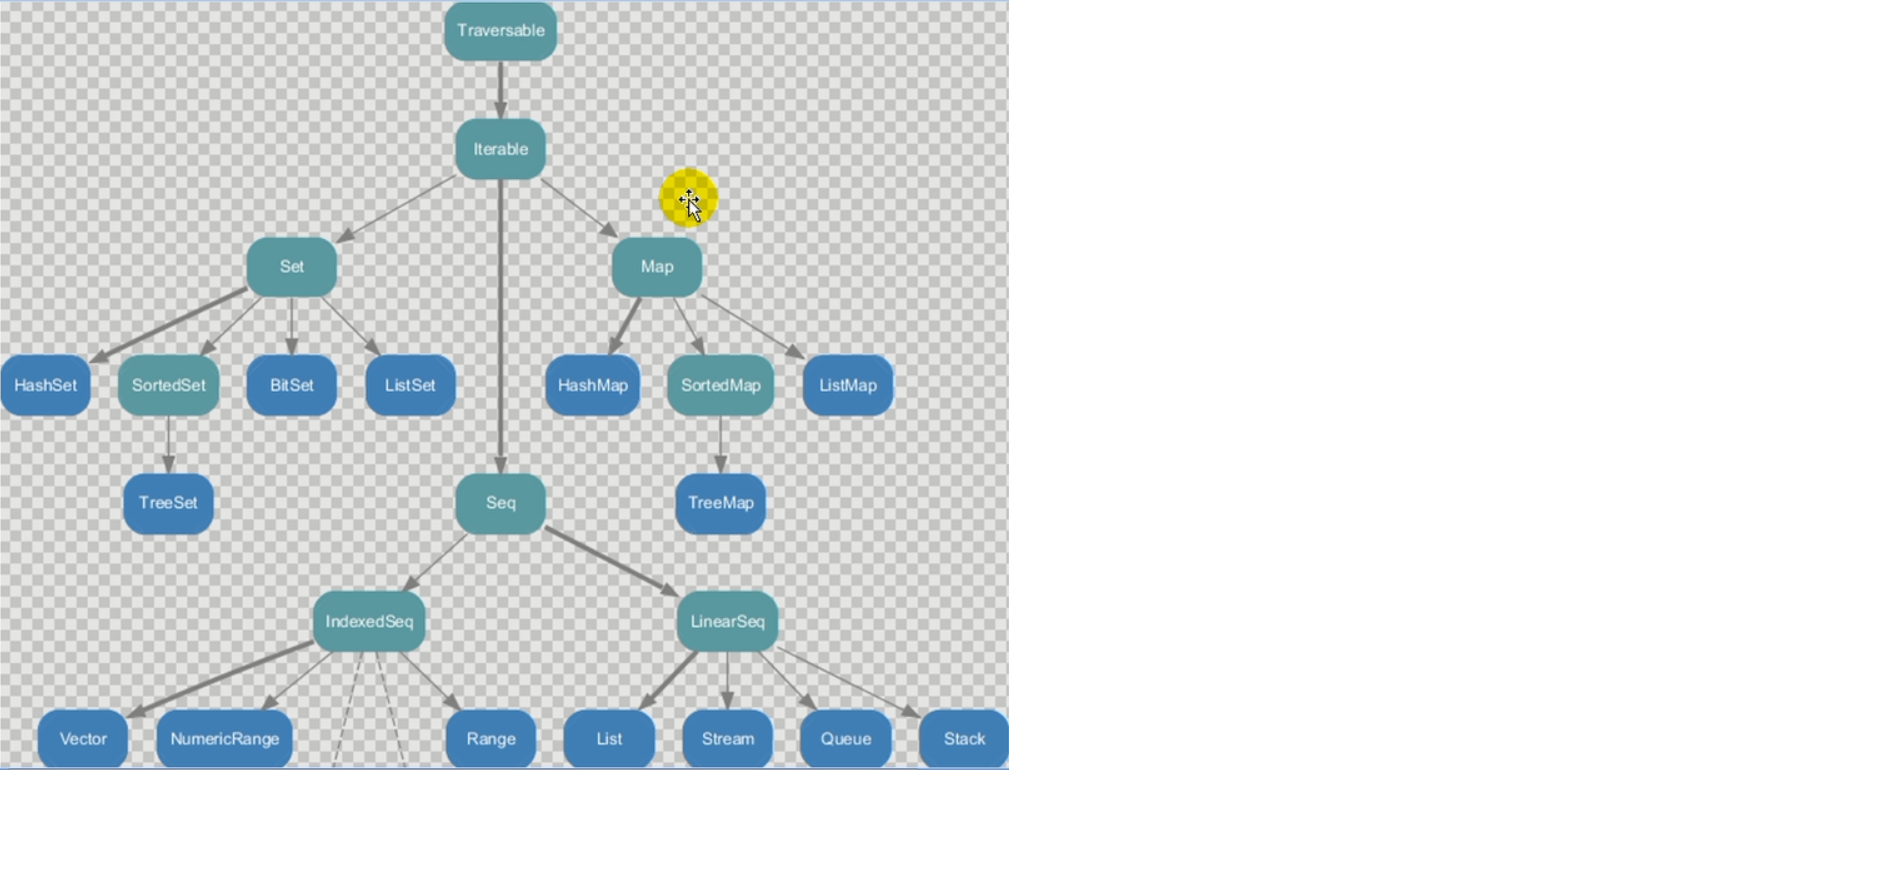 Traversable
Iterable
Set
Map
HashSet
SortedSet
BitSet
ListSet
HashMap
SortedMap
ListMap
TreeSet
Seq
TreeMap
IndexedSeq
LinearSeq
Vector
NumericRange
Range
List
Stream
Queue
Stack